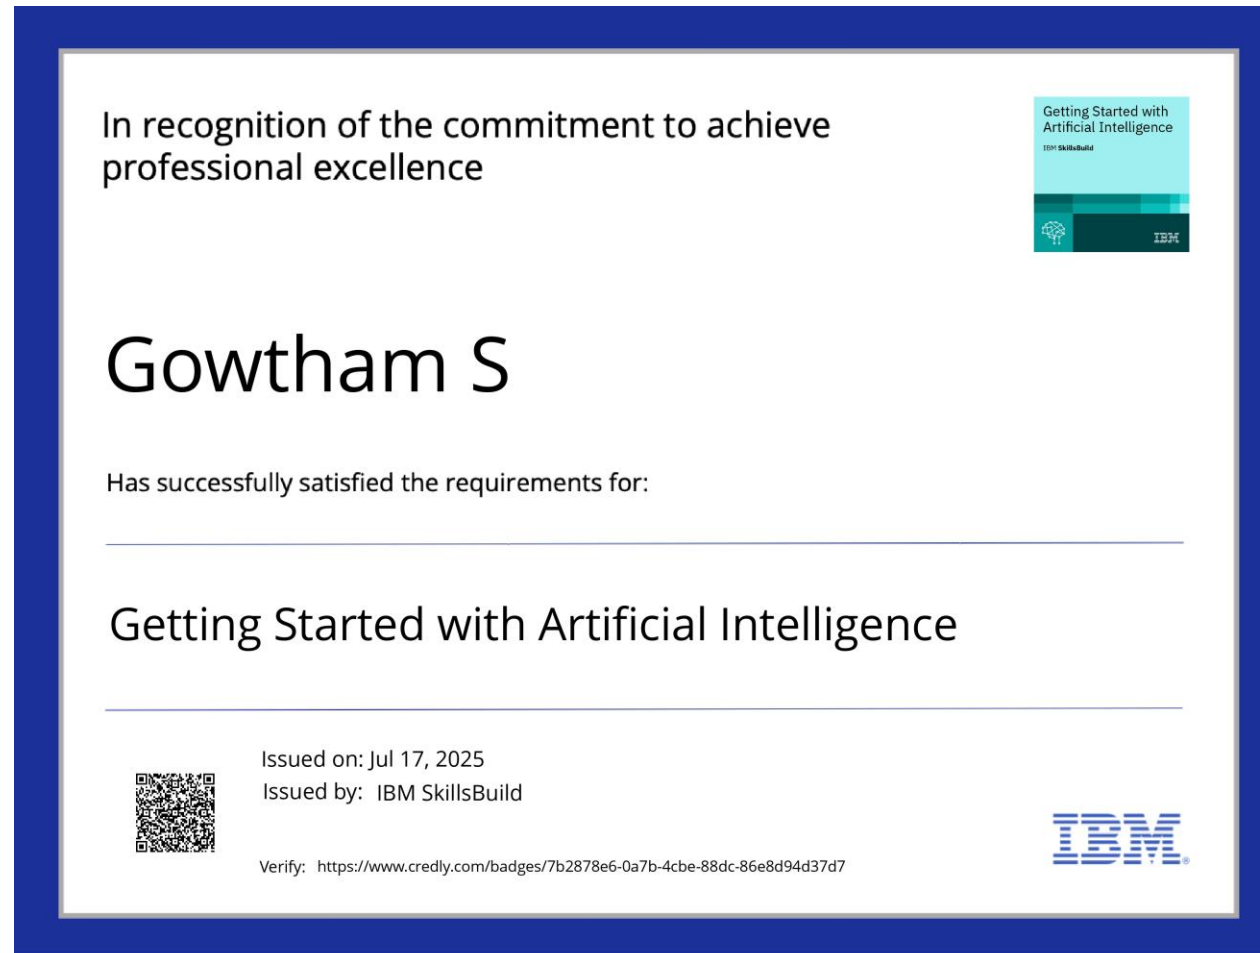 In recognition of the commitment to achieve
professional excellence
Getting Started with
Artificial Intelligence
IBM SkillsBuild
IBM
Gowtham S
Has successfully satisfied the requirements for:
Getting Started with Artificial Intelligence
Issued on: Jul 17, 2025
Issued by: IBM SkillsBuild
IBM®
Verify: https://www.credly.com/badges/7b2878e6-0a7b-4cbe-88dc-86e8d94d37d7